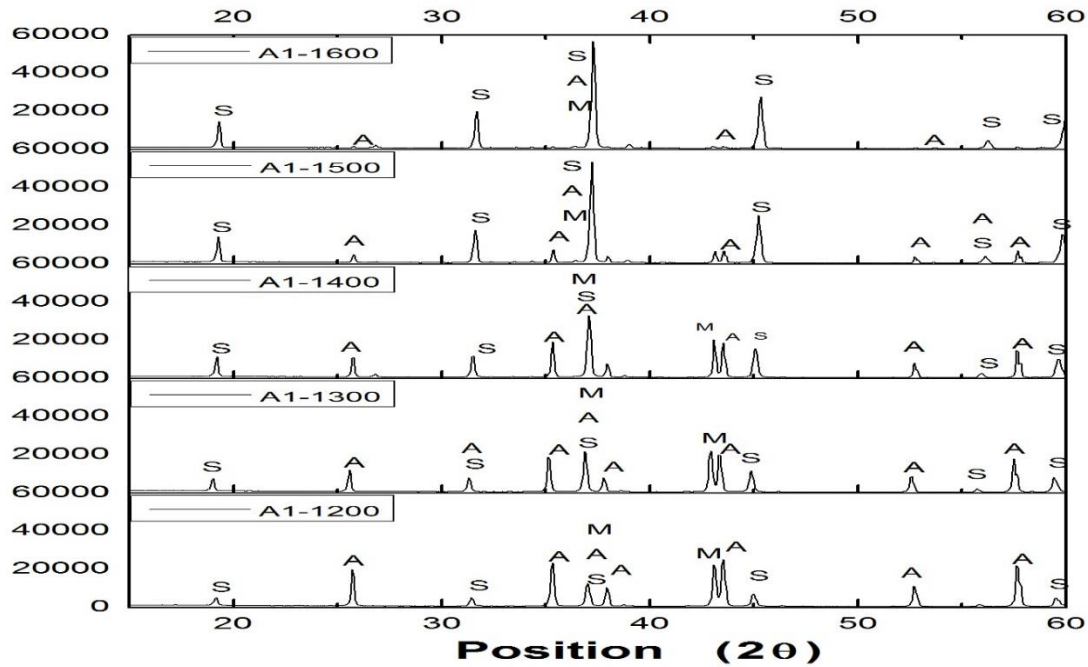 20 30 40 50 60
60000
A1-1600
40000
20000
S A S S A M A S A S S
60000
A1-1500
40000
20000
S A S S A M A A S A A S A S
60000
A1-1400
40000
20000
S A S A M S A M A S A S A S
60000
A1-1300
40000
20000
S A A S A M A S A M A S A S A S
60000
A1-1200
40000
20000
0
S A S A M A S A M A S A A S
20 30 40 50 60
Position (2θ)